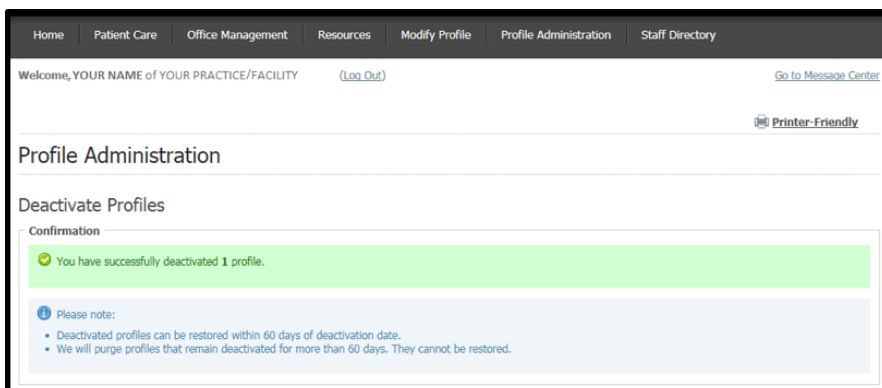 Home Patient Care Office Management Resources Modify Profile Profile Administration Staff Directory
Welcome, YOUR NAME of YOUR PRACTICE/FACILITY (Log Out) Go to Message Center
Printer-Friendly
Profile Administration
Deactivate Profiles
Confirmation
You have successfully deactivated 1 profile.
Please note:
• Deactivated profiles can be restored within 60 days of deactivation date.
• We will purge profiles that remain deactivated for more than 60 days. They cannot be restored.